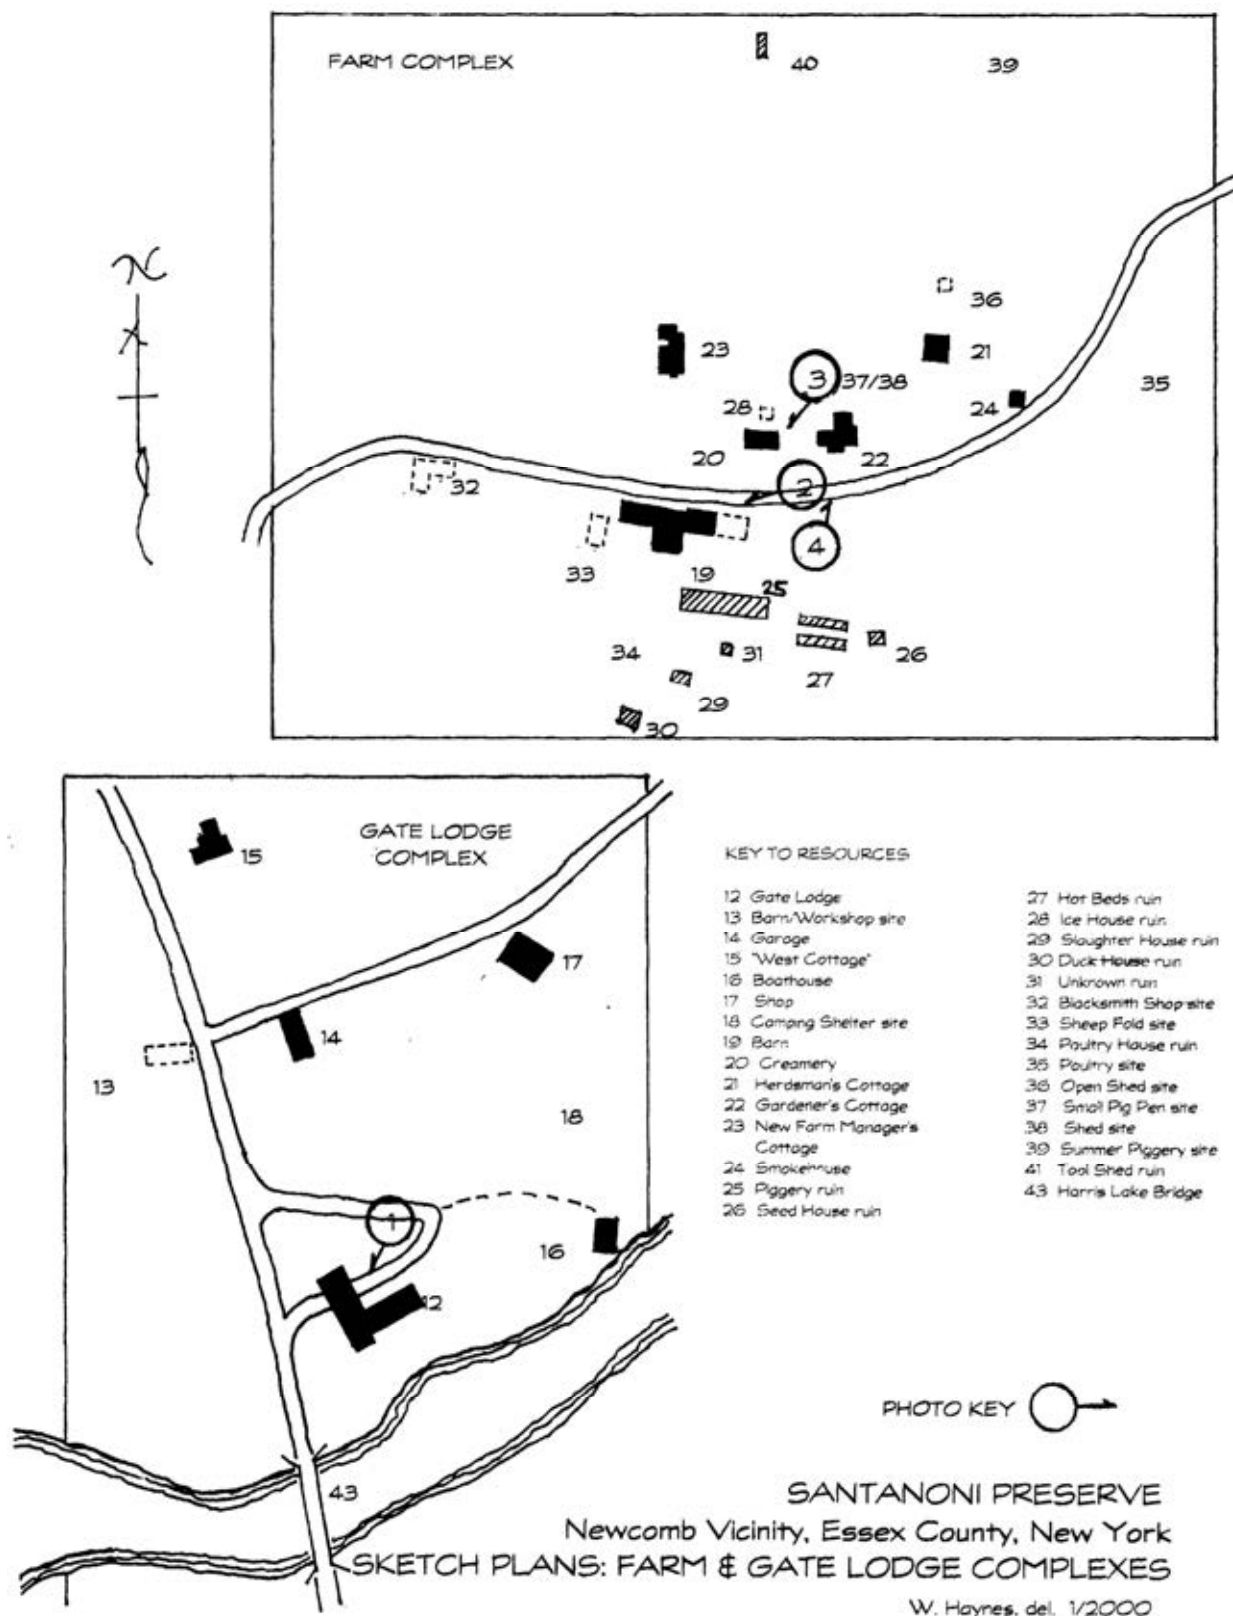 FARM COMPLEX
40
39
36
23
21
3
37/38
35
28
24
20
22
32
2
4
33
19
25
34
31
26
27
29
30
N
GATE LODGE
COMPLEX
15
17
14
13
18
1
16
12
43
KEY TO RESOURCES
12 Gate Lodge
13 Barn/Workshop site
14 Garage
15 "West Cottage"
16 Boathouse
17 Shop
18 Camping Shelter site
19 Barn
20 Creamery
21 Herdsman's Cottage
22 Gardener's Cottage
23 New Farm Manager's
Cottage
24 Smokehouse
25 Piggery ruin
26 Seed House ruin
27 Hot Beds ruin
28 Ice House ruin
29 Slaughter House ruin
30 Duck House ruin
31 Unknown ruin
32 Blacksmith Shop site
33 Sheep Fold site
34 Poultry House ruin
35 Poultry site
36 Open Shed site
37 Small Pig Pen site
38 Shed site
39 Summer Piggery site
41 Tool Shed ruin
43 Harris Lake Bridge
PHOTO KEY
SANTANONI PRESERVE
Newcomb Vicinity, Essex County, New York
SKETCH PLANS: FARM & GATE LODGE COMPLEXES
W. Haynes, del. 1/2000